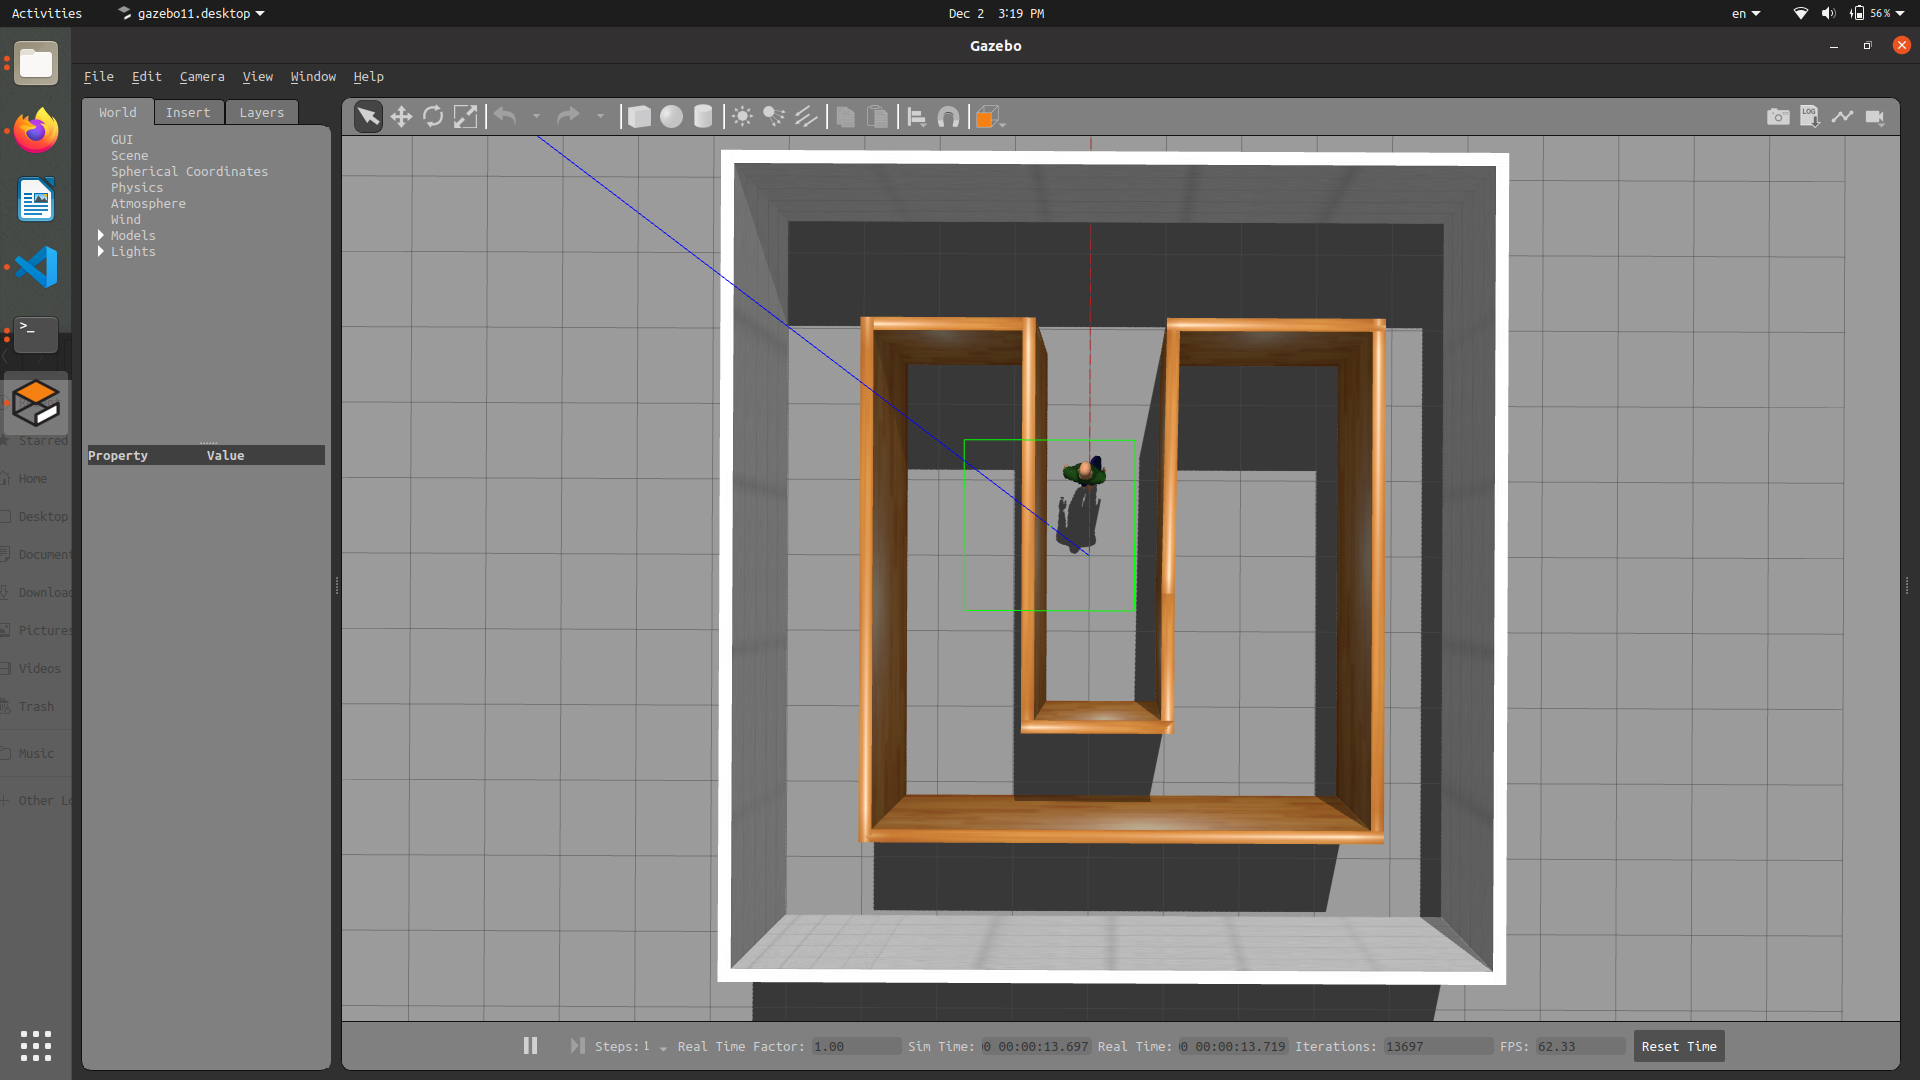 Activities
gazebo11.desktop
Dec 2 3:19 PM
en
56%
Gazebo
File Edit Camera View Window Help
World Insert Layers
GUI
Scene
Spherical Coordinates
Physics
Atmosphere
Wind
Models
Lights
Property Value
LOG
>_
Starred
Home
Desktop
Document
Downloa
Pictures
Videos
Trash
Music
+ Other Lo
Steps: 1 Real Time Factor: 1.00 Sim Time: 00:00:13.697 Real Time: 00:00:13.719 Iterations: 13697 FPS: 62.33 Reset Time